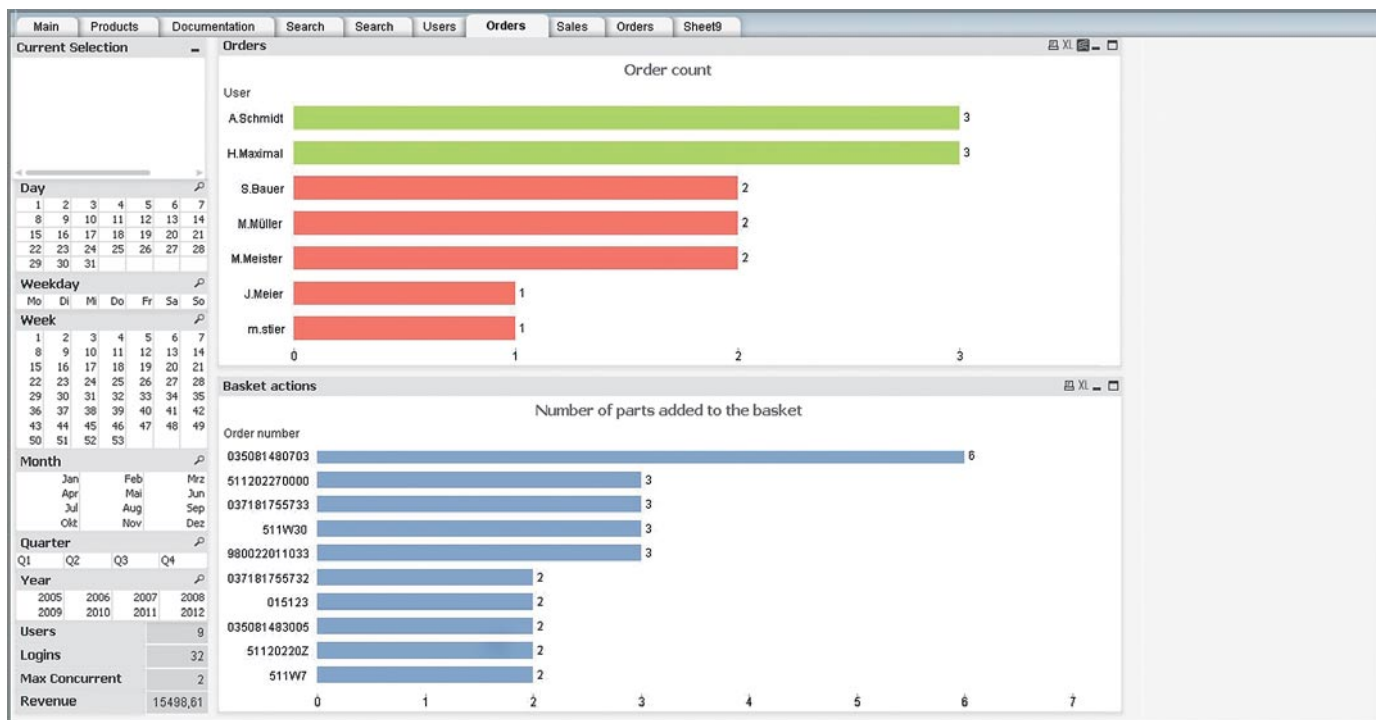 Main Products Documentation Search Search Users Orders Sales Orders Sheet9
Current Selection
Day
1 2 3 4 5 6 7
8 9 10 11 12 13 14
15 16 17 18 19 20 21
22 23 24 25 26 27 28
29 30 31
Weekday
Mo Di Mi Do Fr Sa So
Week
1 2 3 4 5 6 7
8 9 10 11 12 13 14
15 16 17 18 19 20 21
22 23 24 25 26 27 28
29 30 31 32 33 34 35
36 37 38 39 40 41 42
43 44 45 46 47 48 49
50 51 52 53
Month
Jan Feb Mrz
Apr Mai Jun
Jul Aug Sep
Okt Nov Dez
Quarter
Q1 Q2 Q3 Q4
Year
2005 2006 2007 2008
2009 2010 2011 2012
Users 9
Logins 32
Max Concurrent 2
Revenue 15498,61
Orders XL
Order count
User
A.Schmidt 3
H.Maximal 3
S.Bauer 2
M.Müller 2
M.Meister 2
J.Meier 1
m.stier 1
0 1 2 3
Basket actions XL
Number of parts added to the basket
Order number
035081480703 6
511202270000 3
037181755733 3
511W30 3
980022011033 3
037181755732 2
015123 2
035081483005 2
51120220Z 2
511W7 2
0 1 2 3 4 5 6 7